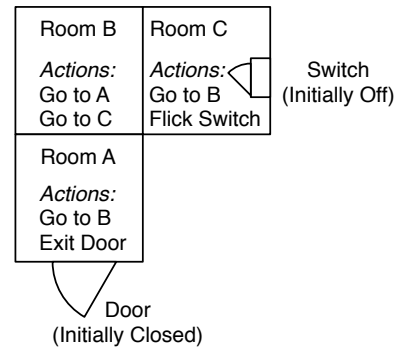 Room B
Actions:
Go to A
Go to C
Room C
Actions:
Go to B
Flick Switch
Switch
(Initially Off)
Room A
Actions:
Go to B
Exit Door
Door
(Initially Closed)